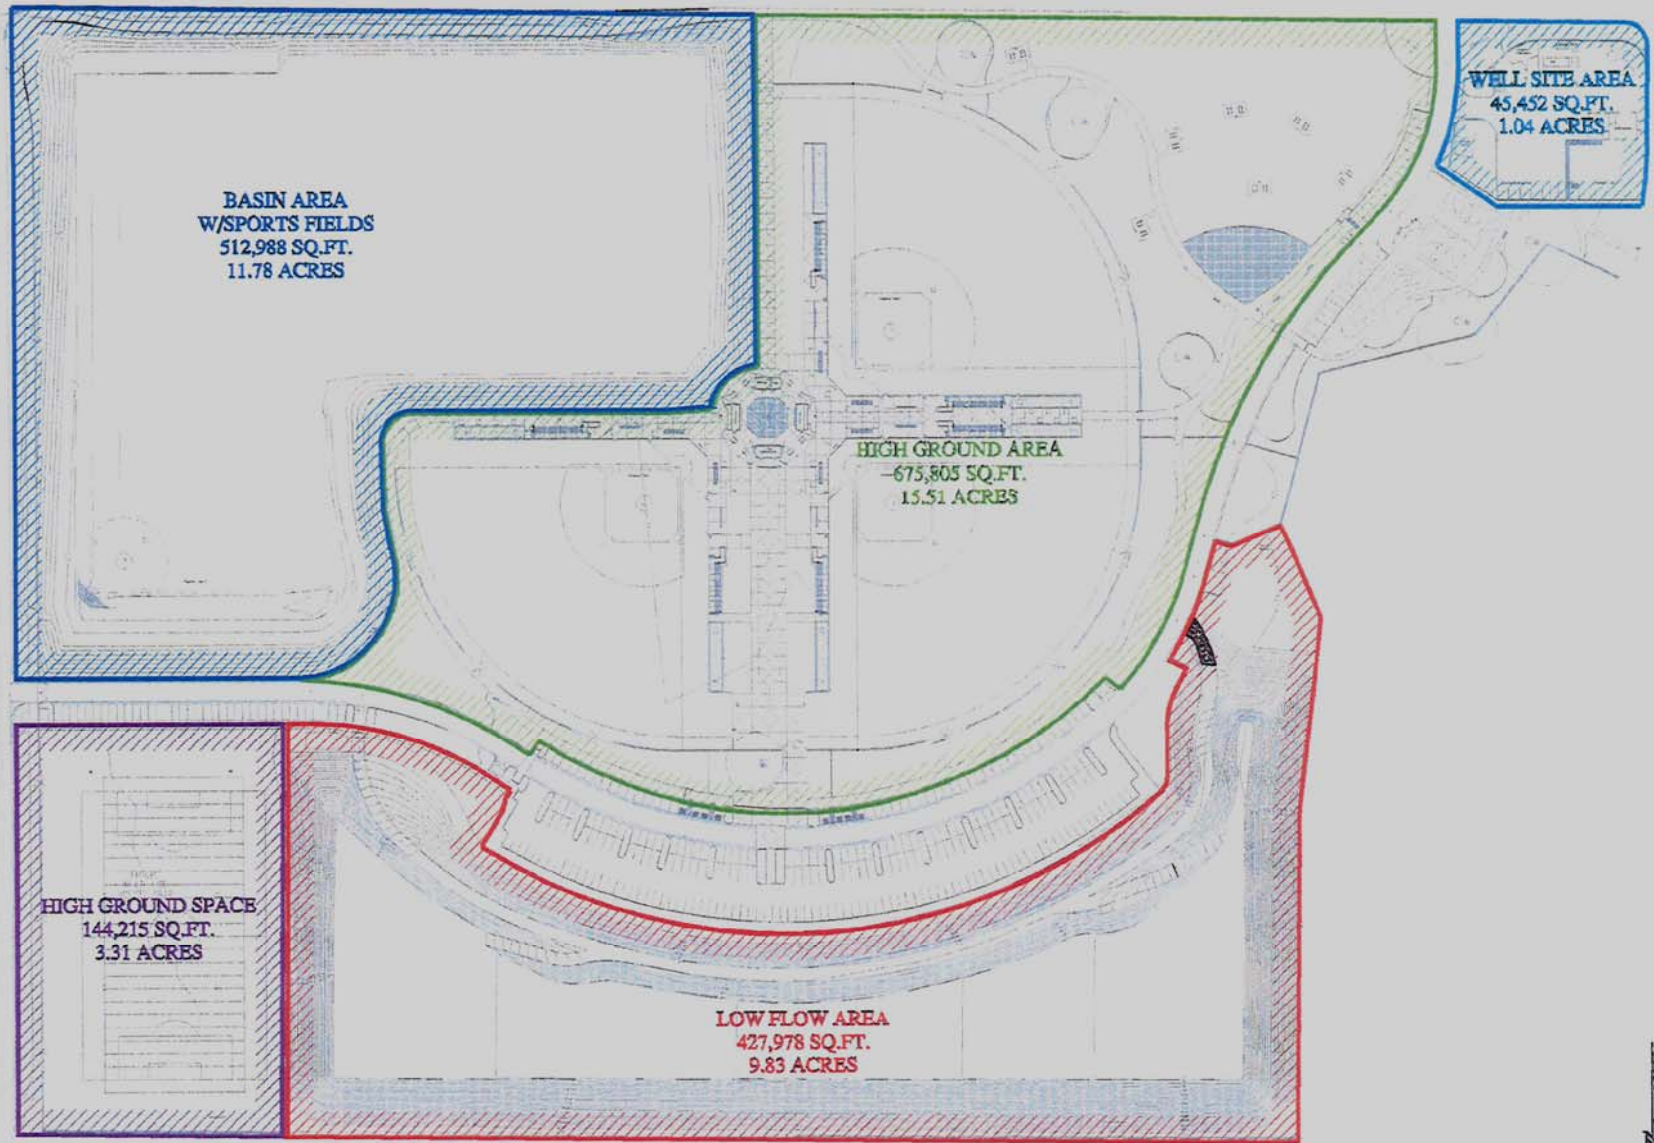 WELL SITE AREA
45,452 SQ.FT.
1.04 ACRES
BASIN AREA
W/SPORTS FIELDS
512,988 SQ.FT.
11.78 ACRES
HIGH GROUND AREA
675,805 SQ.FT.
15.51 ACRES
HIGH GROUND SPACE
144,215 SQ.FT.
3.31 ACRES
LOW FLOW AREA
427,978 SQ.FT.
9.83 ACRES